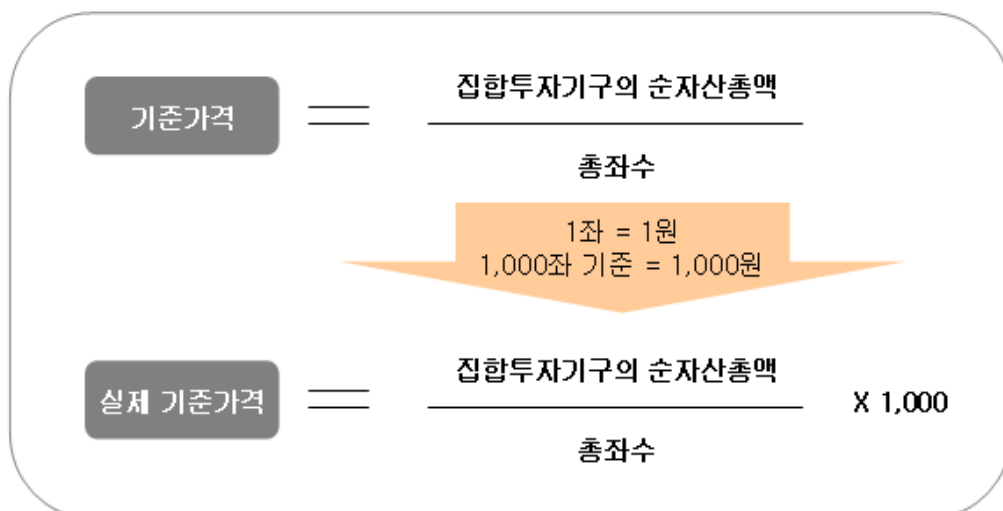 집합투자기구의 순자산총액
기준가격
총좌수
1좌 = 1원
1,000좌 기준 = 1,000원
집합투자기구의 순자산총액
실제 기준가격
X 1,000
총좌수